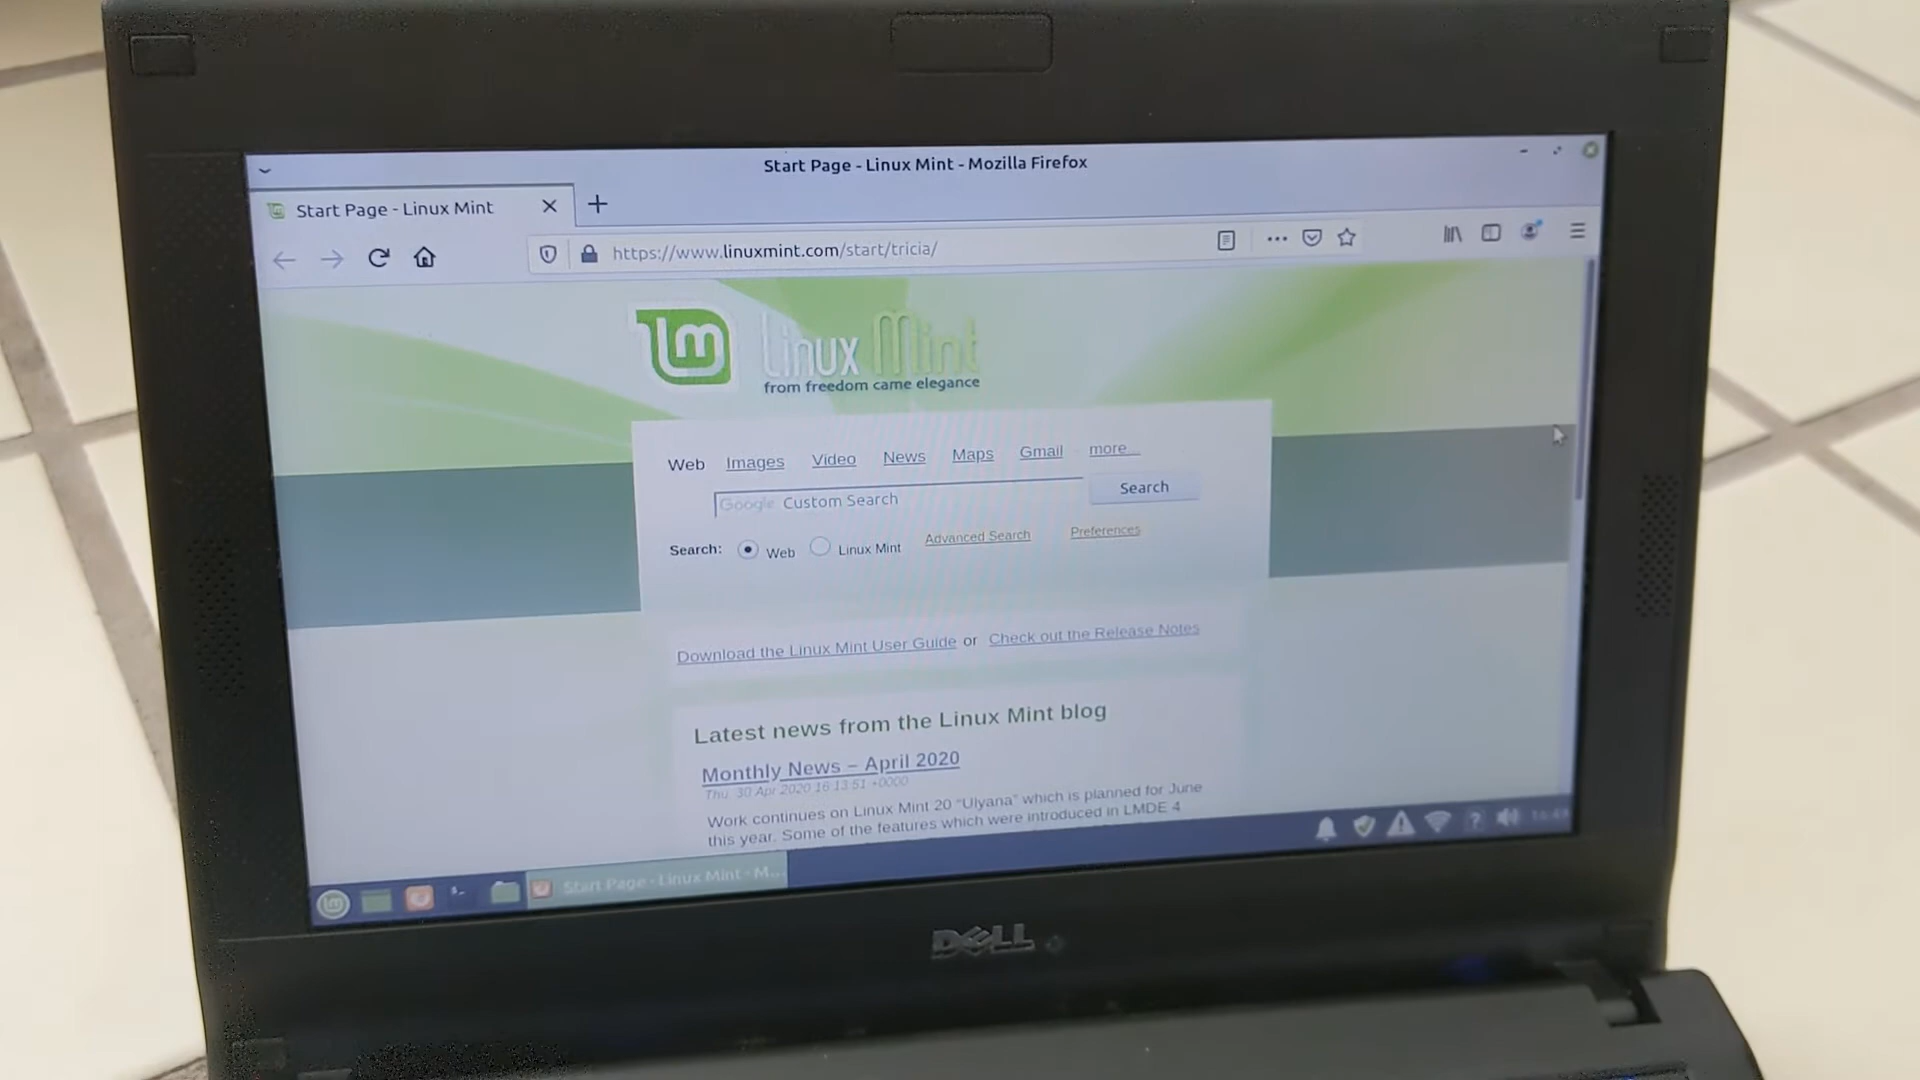 Start Page - Linux Mint - Mozilla Firefox
Start Page - Linux Mint
https://www.linuxmint.com/start/tricia/
lm Linux Mint
from freedom came elegance
Web Images Video News Maps Gmail more...
Google Custom Search Search
Search: Web Linux Mint Advanced Search Preferences
Download the Linux Mint User Guide or Check out the Release Notes
Latest news from the Linux Mint blog
Monthly News – April 2020
Thu, 30 Apr 2020 16:13:51 +0000
Work continues on Linux Mint 20 “Ulyana” which is planned for June
this year. Some of the features which were introduced in LMDE 4
Start Page - Linux Mint - M...
DELL